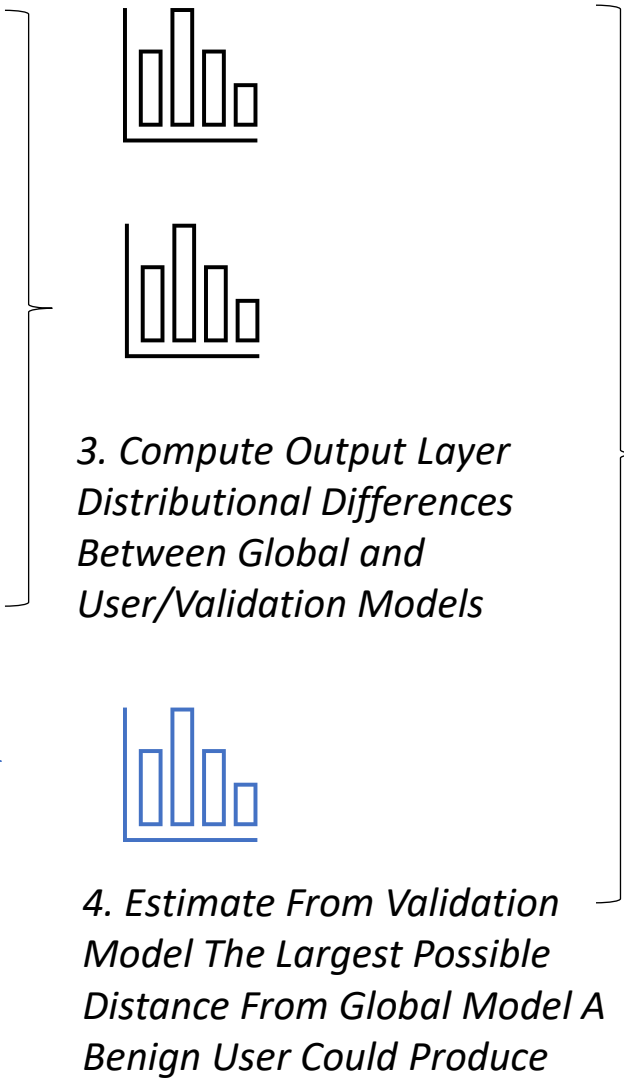 3. Compute Output Layer
Distributional Differences
Between Global and
User/Validation Models
4. Estimate From Validation
Model The Largest Possible
Distance From Global Model A
Benign User Could Produce